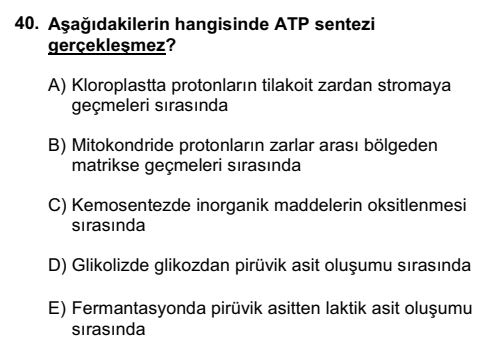 40. Aşağıdakilerin hangisinde ATP sentezi
gerçekleşmez?
A) Kloroplastta protonların tilakoit zardan stromaya
geçmeleri sırasında
B) Mitokondride protonların zarlar arası bölgeden
matrikse geçmeleri sırasında
C) Kemosentezde inorganik maddelerin oksitlenmesi
sırasında
D) Glikolizde glikozdan pirüvik asit oluşumu sırasında
E) Fermantasyonda pirüvik asitten laktik asit oluşumu
sırasında